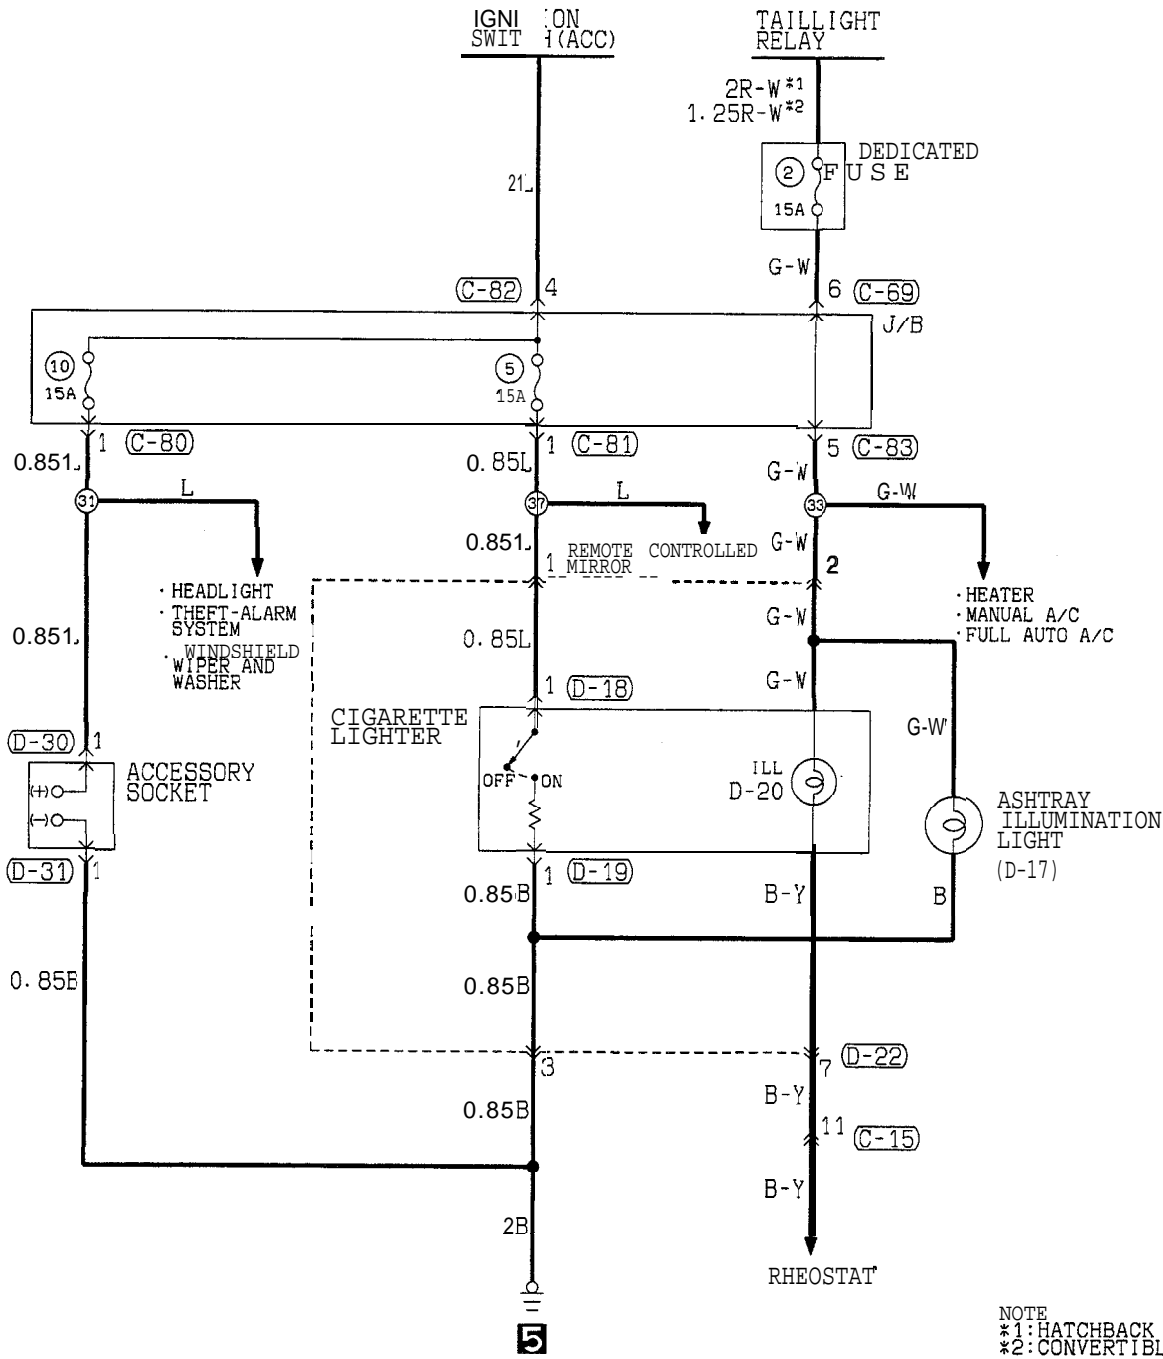 IGNI ION
SWIT H(ACC)
TAILLIGHT
RELAY
2R-W*1
1.25R-W*2
DEDICATED
FUSE
2
15A
2L
G-W
C-82 4
6 C-69
J/B
10
15A
5
15A
1 C-80
1 C-81
5 C-83
0.85L
0.85L
G-W
31
L
37
L
33
G-W
0.85L
G-W
1
REMOTE CONTROLLED
MIRROR
2
·HEADLIGHT
·THEFT-ALARM
SYSTEM
·WINDSHIELD
WIPER AND
WASHER
·HEATER
·MANUAL A/C
·FULL AUTO A/C
0.85L
0.85L
G-W
1 D-18
G-W
CIGARETTE
LIGHTER
G-W
D-30 1
ACCESSORY
SOCKET
(+)
(-)
OFF ON
ILL
D-20
ASHTRAY
ILLUMINATION
LIGHT
(D-17)
D-31 1
1 D-19
0.85B
B-Y
B
0.85B
0.85B
3
7 D-22
0.85B
B-Y
11 C-15
B-Y
2B
RHEOSTAT
5
NOTE
*1:HATCHBACK
*2:CONVERTIBL